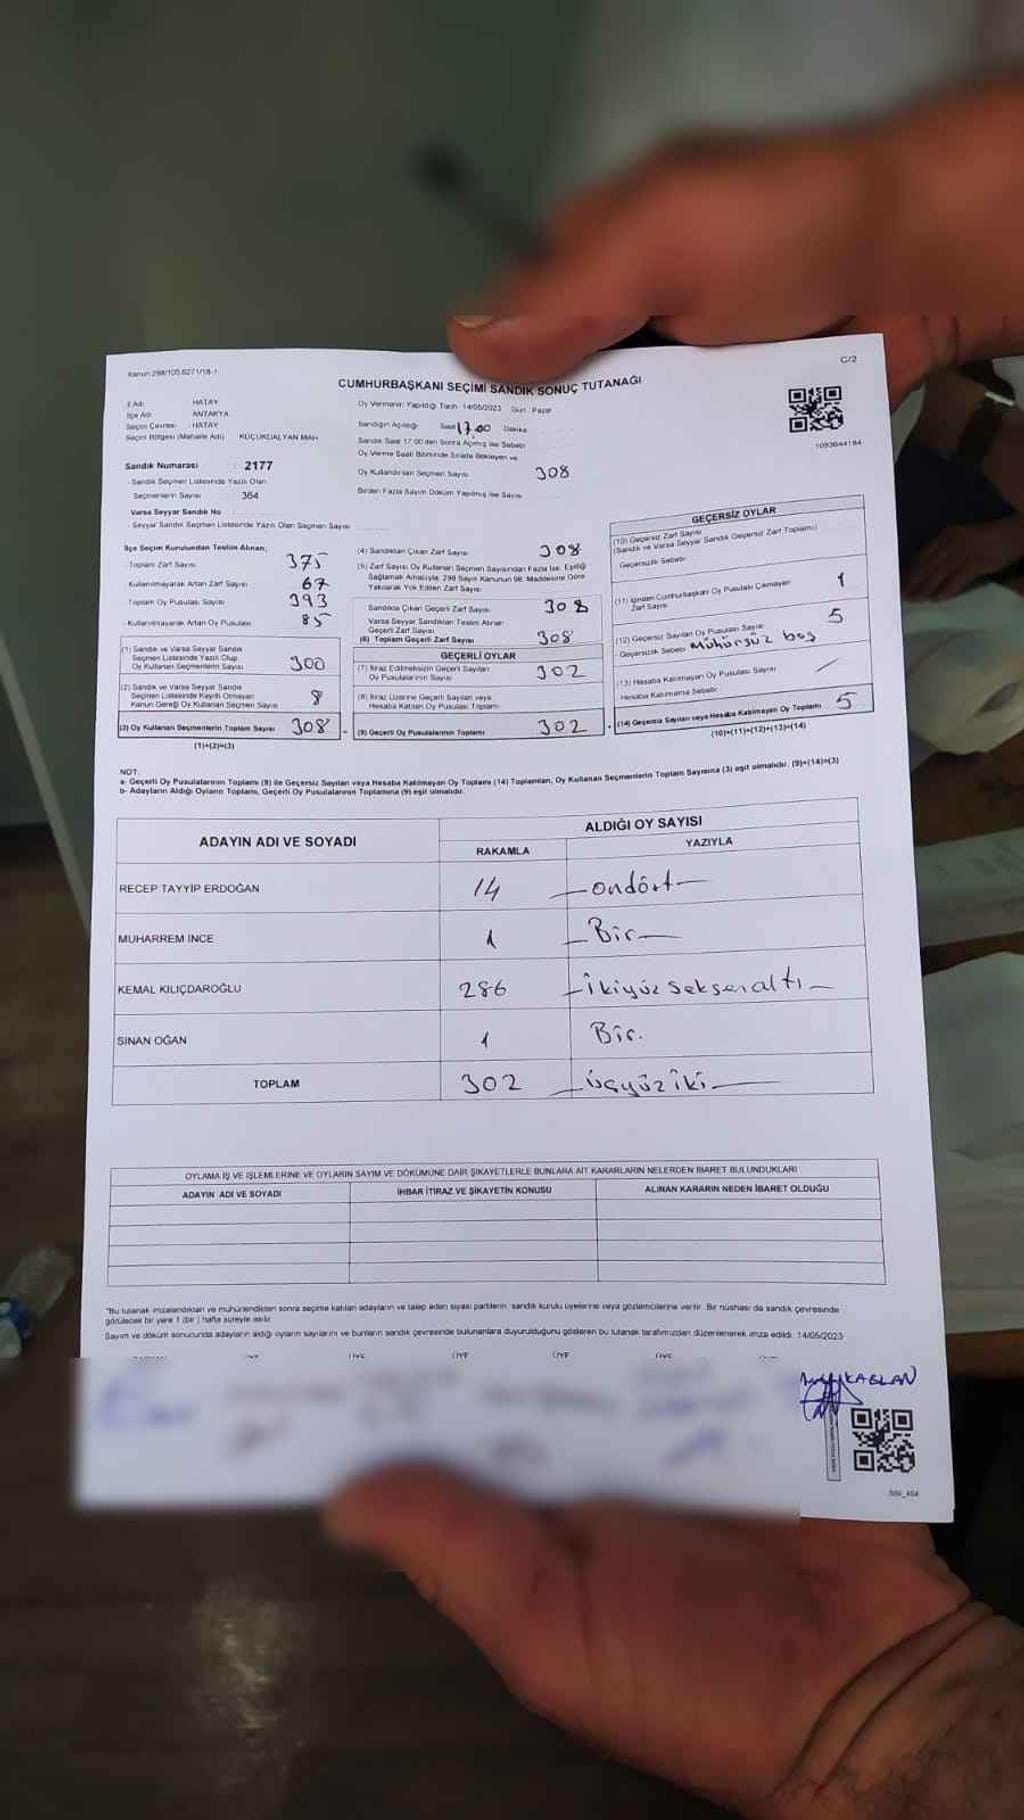 Kanun 298/105 6271/18-1
C/2
CUMHURBAŞKANI SEÇİMİ SANDIK SONUÇ TUTANAĞI
İl Adı : HATAY
İlçe Adı : ANTAKYA
Seçim Çevresi : HATAY
Seçim Bölgesi (Mahalle Adı) : KÜÇÜKDALYAN MAH
Sandık Numarası : 2177
Sandık Seçmen Listesinde Yazılı Olan
Seçmenlerin Sayısı : 364
Varsa Seyyar Sandık No
- Seyyar Sandık Seçmen Listesinde Yazılı Olan Seçmen Sayısı
Oy Vermenin Yapıldığı Tarih : 14/05/2023 Gün : Pazar
Sandığın Açıldığı Saat 17.00 Dakika
Sandık Saat 17:00'den Sonra Açılmış İse Sebebi
Oy Verme Saati Bitiminde Sırada Bekleyen ve
Oy Kullandırılan Seçmen Sayısı 308
Birden Fazla Sayım Döküm Yapılmış İse Sayısı
1093644184
İlçe Seçim Kurulundan Teslim Alınan;
Toplam Zarf Sayısı 375
Kullanılmayarak Artan Zarf Sayısı 67
Toplam Oy Pusulası Sayısı 393
Kullanılmayarak Artan Oy Pusulası 85
(1) Sandık ve Varsa Seyyar Sandık
Seçmen Listesinde Yazılı Olup
Oy Kullanan Seçmenlerin Sayısı 300
(2) Sandık ve Varsa Seyyar Sandık
Seçmen Listesinde Kayıtlı Olmayan
Kanun Gereği Oy Kullanan Seçmen Sayısı 8
(3) Oy Kullanan Seçmenlerin Toplam Sayısı 308
(1)+(2)=(3)
(4) Sandıktan Çıkan Zarf Sayısı 308
(5) Zarf Sayısı Oy Kullanan Seçmen Sayısından Fazla İse, Eşitliği
Sağlamak Amacıyla, 298 Sayılı Kanunun 98. Maddesine Göre
Yakılarak Yok Edilen Zarf Sayısı
Sandıkta Çıkan Geçerli Zarf Sayısı 308
Varsa Seyyar Sandıktan Teslim Alınan
Geçerli Zarf Sayısı
(6) Toplam Geçerli Zarf Sayısı 308
GEÇERLİ OYLAR
(7) İtiraz Edilmeksizin Geçerli Sayılan
Oy Pusulalarının Sayısı 302
(8) İtiraz Üzerine Geçerli Sayılan veya
Hesaba Katılan Oy Pusulası Toplamı
(9) Geçerli Oy Pusulalarının Toplamı 302
GEÇERSİZ OYLAR
(10) Geçersiz Zarf Sayısı
(Sandık ve Varsa Seyyar Sandık Geçersiz Zarf Toplamı)
Geçersizlik Sebebi
(11) İçinden Cumhurbaşkanı Oy Pusulası Çıkmayan
Zarf Sayısı 1
(12) Geçersiz Sayılan Oy Pusulası Sayısı 5
Geçersizlik Sebebi Mühürsüz boş
(13) Hesaba Katılmayan Oy Pusulası Sayısı
Hesaba Katılmama Sebebi
(14) Geçersiz Sayılan veya Hesaba Katılmayan Oy Toplamı 5
(10)+(11)+(12)+(13)=(14)
NOT:
a- Geçerli Oy Pusulalarının Toplamı (9) ile Geçersiz Sayılan veya Hesaba Katılmayan Oy Toplamı (14) Toplamları, Oy Kullanan Seçmenlerin Toplam Sayısına (3) eşit olmalıdır. (9)+(14)=(3)
b- Adayların Aldığı Oyların Toplamı, Geçerli Oy Pusulalarının Toplamına (9) eşit olmalıdır.
ADAYIN ADI VE SOYADI
ALDIĞI OY SAYISI
RAKAMLA YAZIYLA
RECEP TAYYİP ERDOĞAN 14 ondört
MUHARREM İNCE 1 Bir
KEMAL KILIÇDAROĞLU 286 ikiyüzseksenaltı
SİNAN OĞAN 1 Bir.
TOPLAM 302 üçyüziki
OYLAMA İŞ VE İŞLEMLERİNE VE OYLARIN SAYIM VE DÖKÜMÜNE DAİR ŞİKAYETLERLE BUNLARA AİT KARARLARIN NELERDEN İBARET BULUNDUKLARI
ADAYIN ADI VE SOYADI İHBAR İTİRAZ VE ŞİKAYETİN KONUSU ALINAN KARARIN NEDEN İBARET OLDUĞU
"Bu tutanak imzalandıktan ve mühürlendikten sonra seçime katılan adayların ve talep eden siyasi partilerin, sandık kurulu üyelerine veya gözlemcilerine verilir. Bir nüshası da sandık çevresinde
görülecek bir yere 1 (bir) hafta süreyle asılır.
Sayım ve döküm sonucunda adayların aldığı oyların sayılarını ve bunların sandık çevresinde bulunanlara duyurulduğunu gösteren bu tutanak tarafımızdan düzenlenerek imza edildi. 14/05/2023
ÜYE ÜYE ÜYE ÜYE
KAPLAN